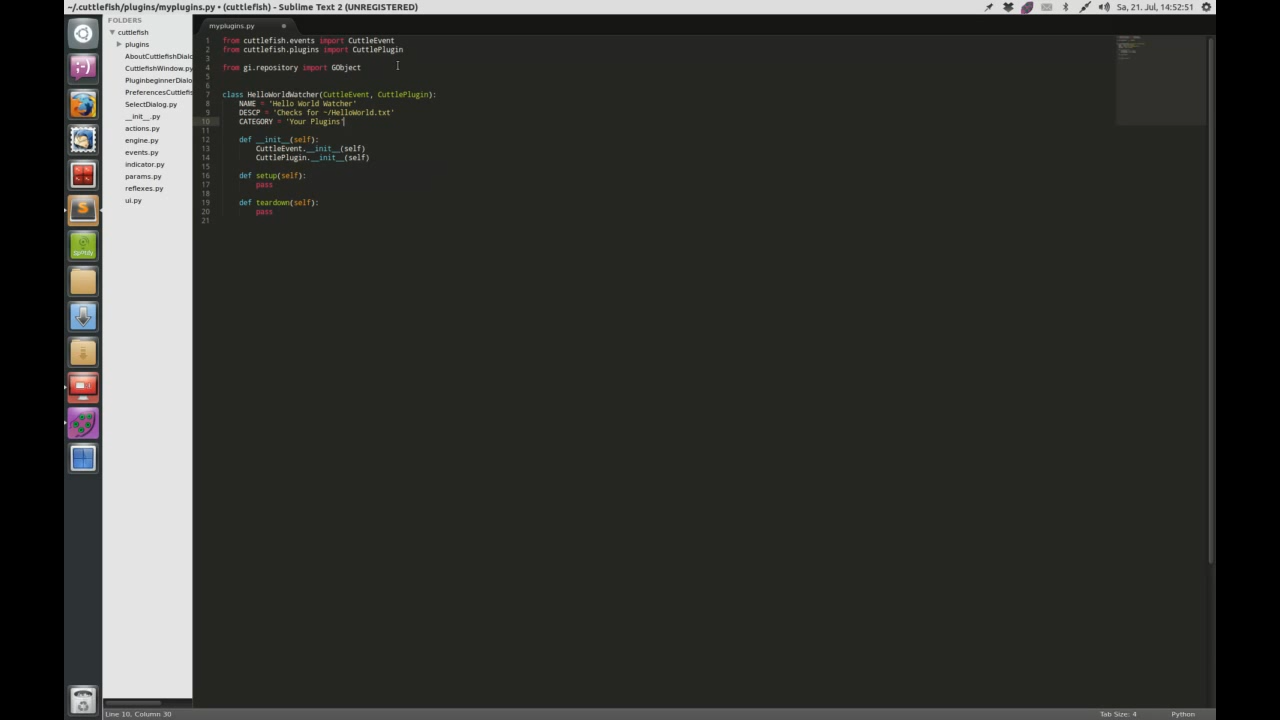 ~/.cuttlefish/plugins/myplugins.py • (cuttlefish) - Sublime Text 2 (UNREGISTERED)
Sa, 21. Jul, 14:52:51
FOLDERS
cuttlefish
plugins
AboutCuttlefishDialo
CuttlefishWindow.py
PluginbeginnerDialo
PreferencesCuttlefis
SelectDialog.py
__init__.py
actions.py
engine.py
events.py
indicator.py
params.py
reflexes.py
ui.py
myplugins.py
1 from cuttlefish.events import CuttleEvent
2 from cuttlefish.plugins import CuttlePlugin
3
4 from gi.repository import GObject
5
6
7 class HelloWorldWatcher(CuttleEvent, CuttlePlugin):
8 NAME = 'Hello World Watcher'
9 DESCP = 'Checks for ~/HelloWorld.txt'
10 CATEGORY = 'Your Plugins'
11
12 def __init__(self):
13 CuttleEvent.__init__(self)
14 CuttlePlugin.__init__(self)
15
16 def setup(self):
17 pass
18
19 def teardown(self):
20 pass
21
Line 10, Column 30
Tab Size: 4
Python